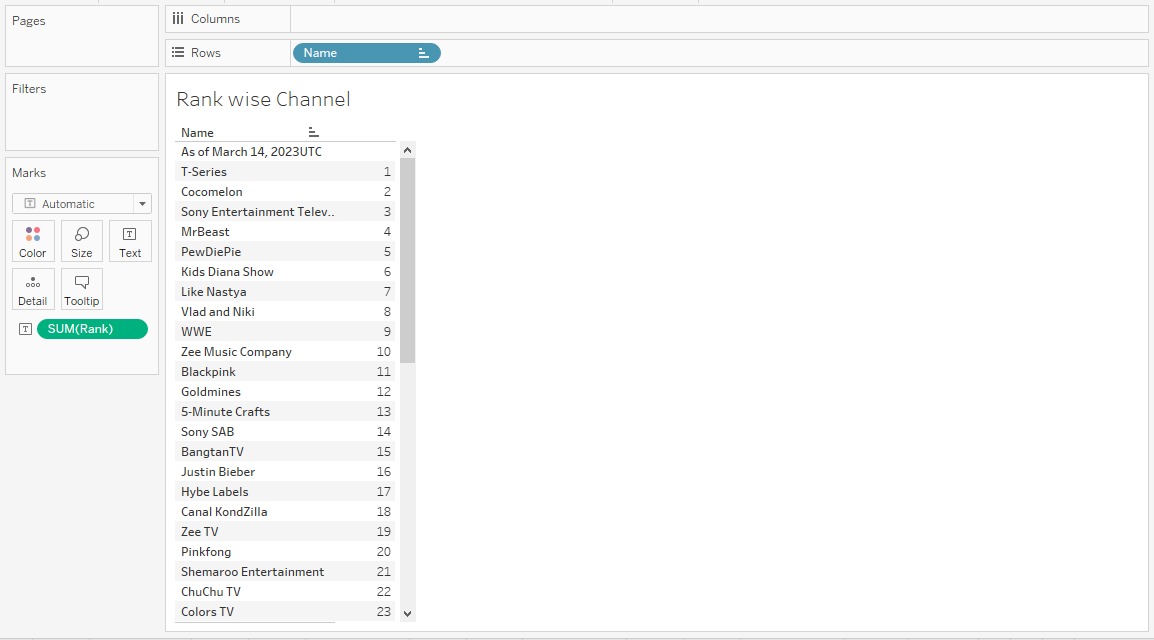 Pages
Columns
Rows
Name
Filters
Marks
Automatic
Color Size Text
Detail Tooltip
SUM(Rank)
Rank wise Channel
Name
As of March 14, 2023UTC
T-Series 1
Cocomelon 2
Sony Entertainment Telev.. 3
MrBeast 4
PewDiePie 5
Kids Diana Show 6
Like Nastya 7
Vlad and Niki 8
WWE 9
Zee Music Company 10
Blackpink 11
Goldmines 12
5-Minute Crafts 13
Sony SAB 14
BangtanTV 15
Justin Bieber 16
Hybe Labels 17
Canal KondZilla 18
Zee TV 19
Pinkfong 20
Shemaroo Entertainment 21
ChuChu TV 22
Colors TV 23